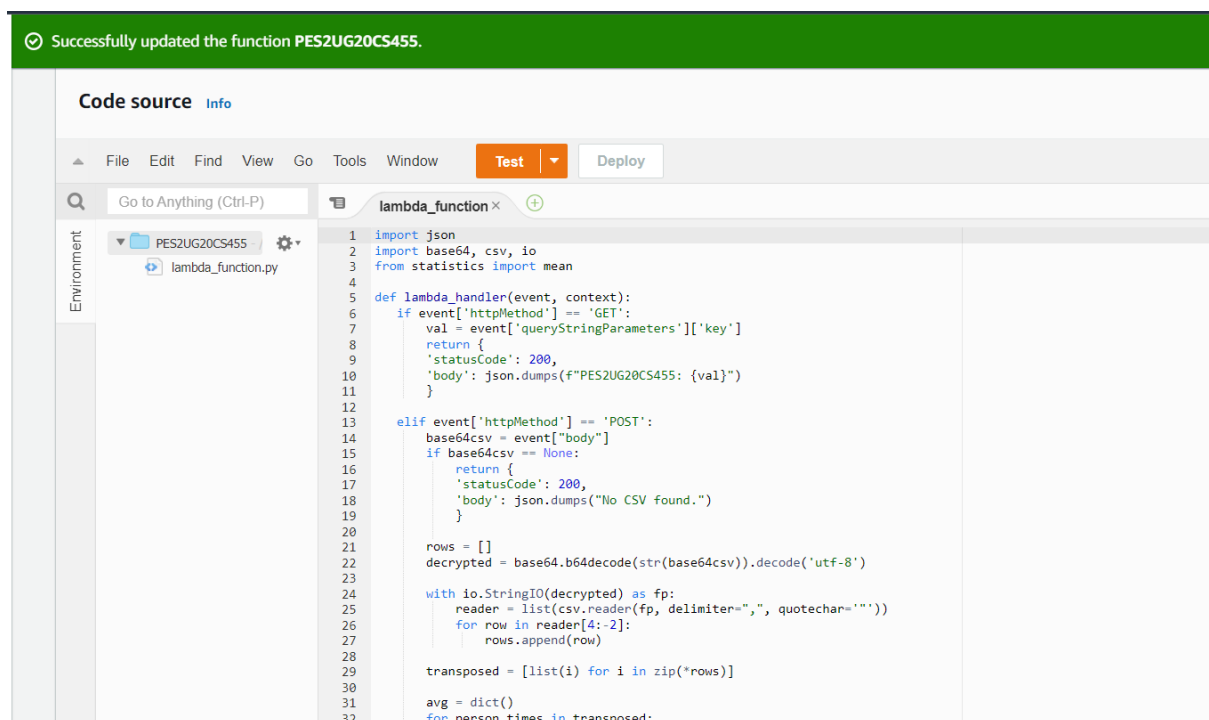 Successfully updated the function PES2UG20CS455.
Code source Info
File Edit Find View Go Tools Window Test Deploy
Go to Anything (Ctrl-P)
lambda_function ×
Environment
PES2UG20CS455 - /
lambda_function.py
1 import json
2 import base64, csv, io
3 from statistics import mean
4
5 def lambda_handler(event, context):
6 if event['httpMethod'] == 'GET':
7 val = event['queryStringParameters']['key']
8 return {
9 'statusCode': 200,
10 'body': json.dumps(f"PES2UG20CS455: {val}")
11 }
12
13 elif event['httpMethod'] == 'POST':
14 base64csv = event["body"]
15 if base64csv == None:
16 return {
17 'statusCode': 200,
18 'body': json.dumps("No CSV found.")
19 }
20
21 rows = []
22 decrypted = base64.b64decode(str(base64csv)).decode('utf-8')
23
24 with io.StringIO(decrypted) as fp:
25 reader = list(csv.reader(fp, delimiter=",", quotechar='"'))
26 for row in reader[4:-2]:
27 rows.append(row)
28
29 transposed = [list(i) for i in zip(*rows)]
30
31 avg = dict()
32 for person_times in transposed: